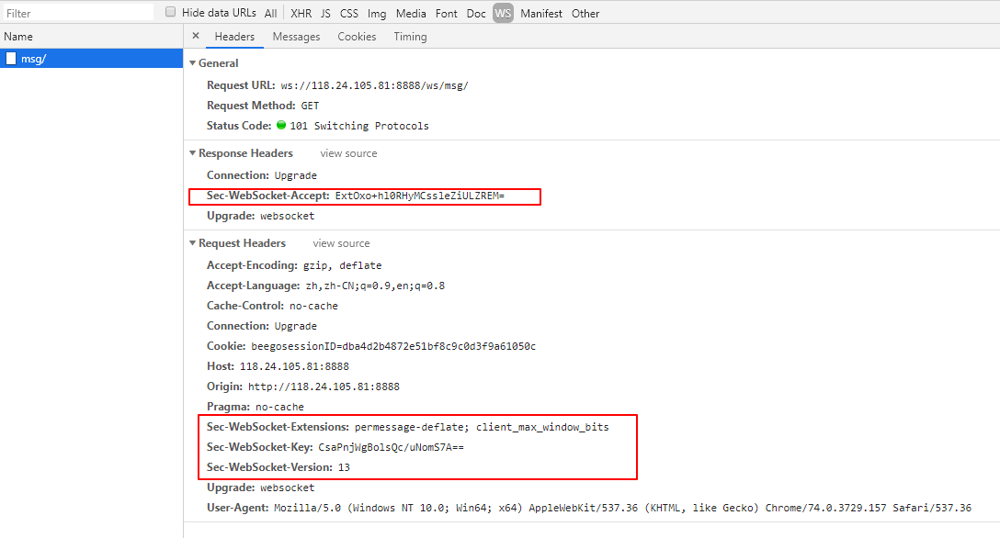 Filter Hide data URLs All XHR JS CSS Img Media Font Doc WS Manifest Other
Name × Headers Messages Cookies Timing
msg/
General
Request URL: ws://118.24.105.81:8888/ws/msg/
Request Method: GET
Status Code: 101 Switching Protocols
Response Headers view source
Connection: Upgrade
Sec-WebSocket-Accept: ExtOxo+hl0RHyMCssleZiULZREM=
Upgrade: websocket
Request Headers view source
Accept-Encoding: gzip, deflate
Accept-Language: zh,zh-CN;q=0.9,en;q=0.8
Cache-Control: no-cache
Connection: Upgrade
Cookie: beegosessionID=dba4d2b4872e51bf8c9c0d3f9a61050c
Host: 118.24.105.81:8888
Origin: http://118.24.105.81:8888
Pragma: no-cache
Sec-WebSocket-Extensions: permessage-deflate; client_max_window_bits
Sec-WebSocket-Key: CsaPnjWgBolsQc/uNomS7A==
Sec-WebSocket-Version: 13
Upgrade: websocket
User-Agent: Mozilla/5.0 (Windows NT 10.0; Win64; x64) AppleWebKit/537.36 (KHTML, like Gecko) Chrome/74.0.3729.157 Safari/537.36